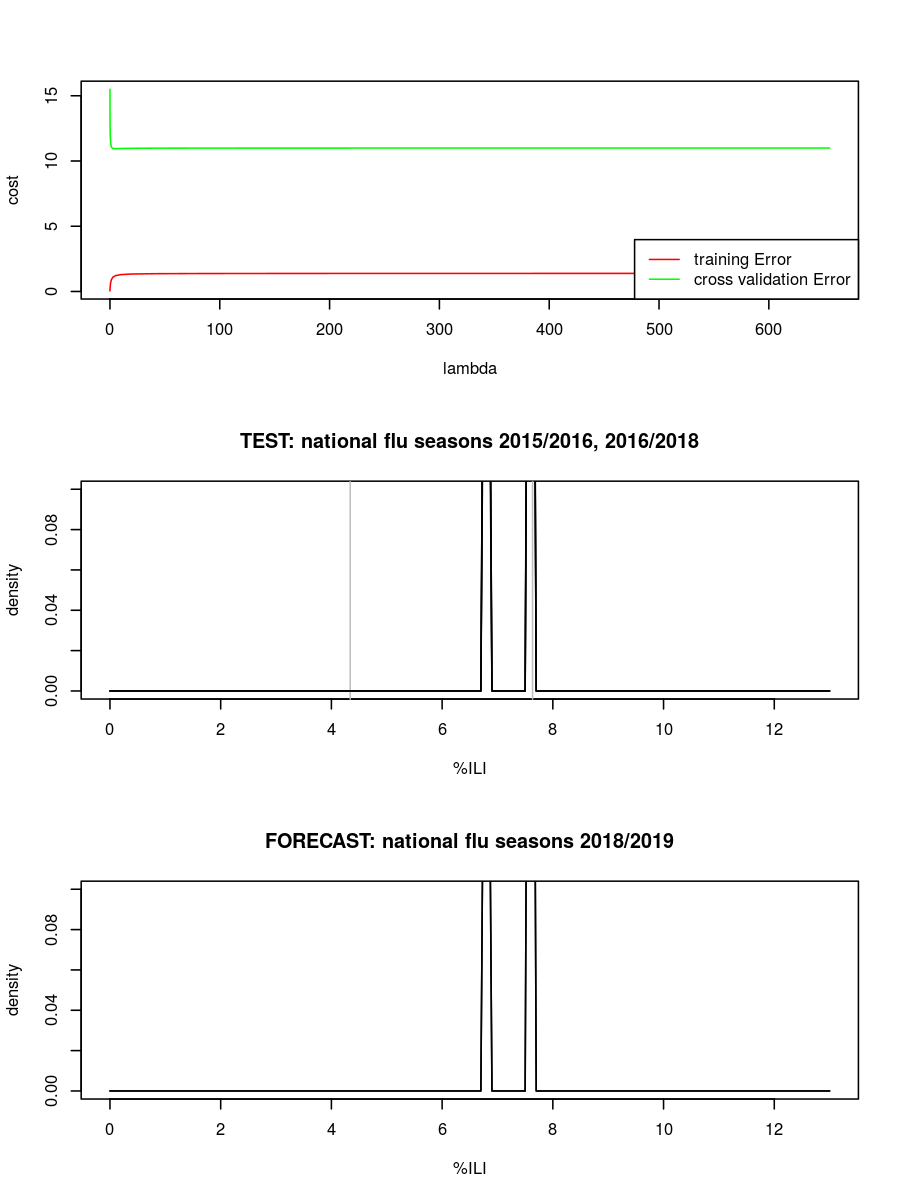 15
10
5
0
cost
training Error
cross validation Error
0 100 200 300 400 500 600
lambda
TEST: national flu seasons 2015/2016, 2016/2018
0.08
0.04
0.00
density
0 2 4 6 8 10 12
%ILI
FORECAST: national flu seasons 2018/2019
0.08
0.04
0.00
density
0 2 4 6 8 10 12
%ILI